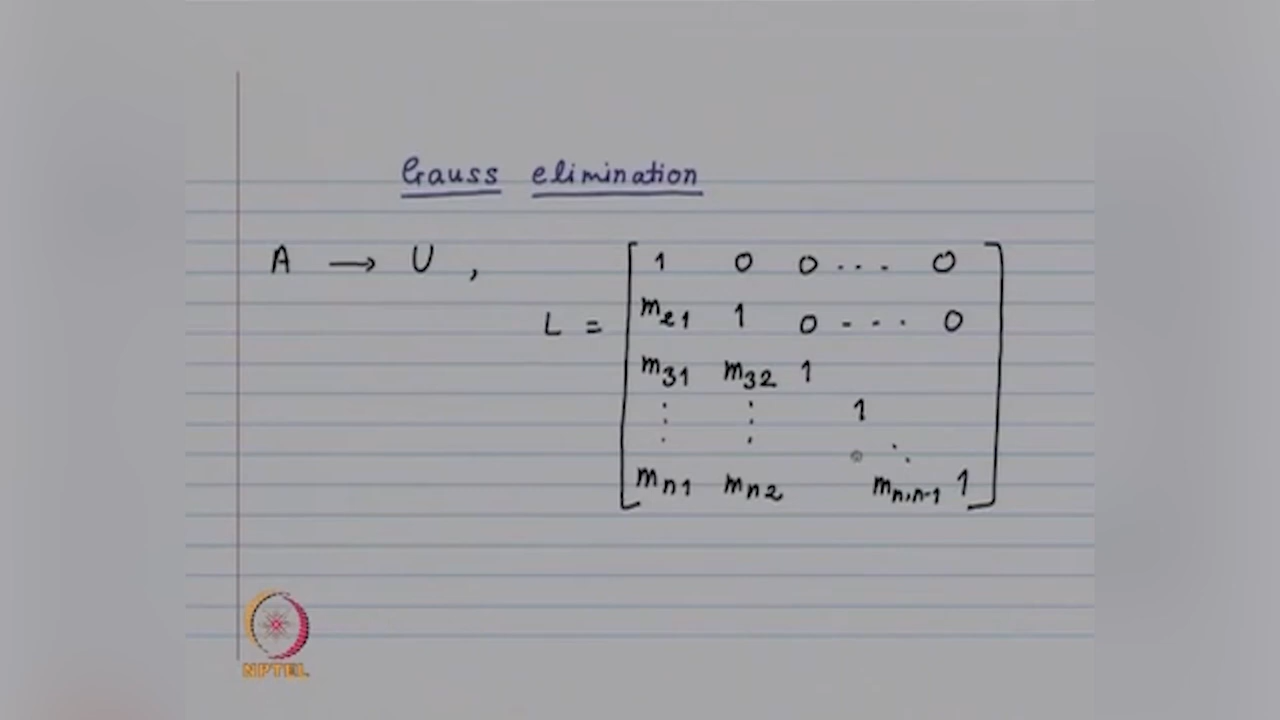 Gauss elimination
A → U ,
L =
1 0 0 ... 0
m21 1 0 - . . . 0
m31 m32 1
⋮ ⋮ 1
⋱
mn1 mn2 mn,n-1 1
NPTEL